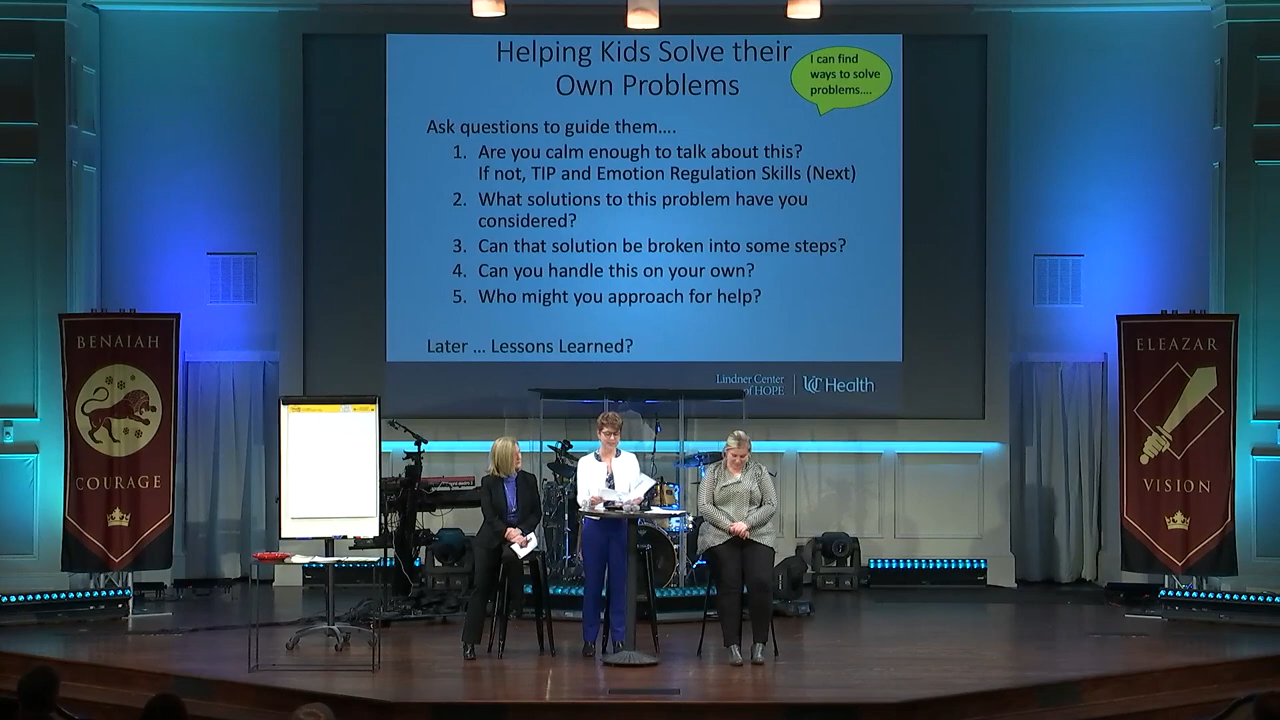 Helping Kids Solve their
Own Problems
I can find
ways to solve
problems....
Ask questions to guide them....
1. Are you calm enough to talk about this?
If not, TIP and Emotion Regulation Skills (Next)
2. What solutions to this problem have you
considered?
3. Can that solution be broken into some steps?
4. Can you handle this on your own?
5. Who might you approach for help?
Later ... Lessons Learned?
Lindner Center
of HOPE
UC Health
BENAIAH
COURAGE
ELEAZAR
VISION